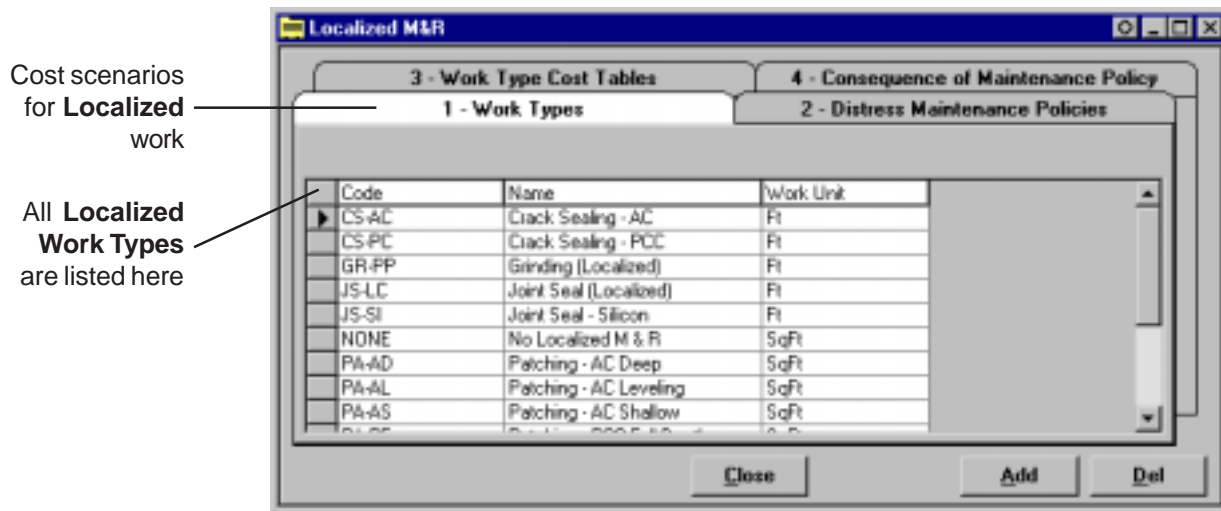 Localized M&R
Cost scenarios
for Localized
work
3 - Work Type Cost Tables
4 - Consequence of Maintenance Policy
1 - Work Types
2 - Distress Maintenance Policies
All Localized
Work Types
are listed here
Code Name Work Unit
CS-AC Crack Sealing - AC Ft
CS-PC Crack Sealing - PCC Ft
GR-PP Grinding (Localized) Ft
JS-LC Joint Seal (Localized) Ft
JS-SI Joint Seal - Silicon Ft
NONE No Localized M & R SqFt
PA-AD Patching - AC Deep SqFt
PA-AL Patching - AC Leveling SqFt
PA-AS Patching - AC Shallow SqFt
Close Add Del